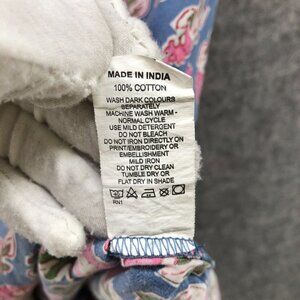 MADE IN INDIA
100% COTTON
WASH DARK COLOURS
SEPARATELY
MACHINE WASH WARM -
NORMAL CYCLE
USE MILD DETERGENT
DO NOT BLEACH
DO NOT IRON DIRECTLY ON
PRINT/EMBROIDERY OR
EMBELLISHMENT
MILD IRON
DO NOT DRY CLEAN
TUMBLE DRY OR
FLAT DRY IN SHADE
RN1